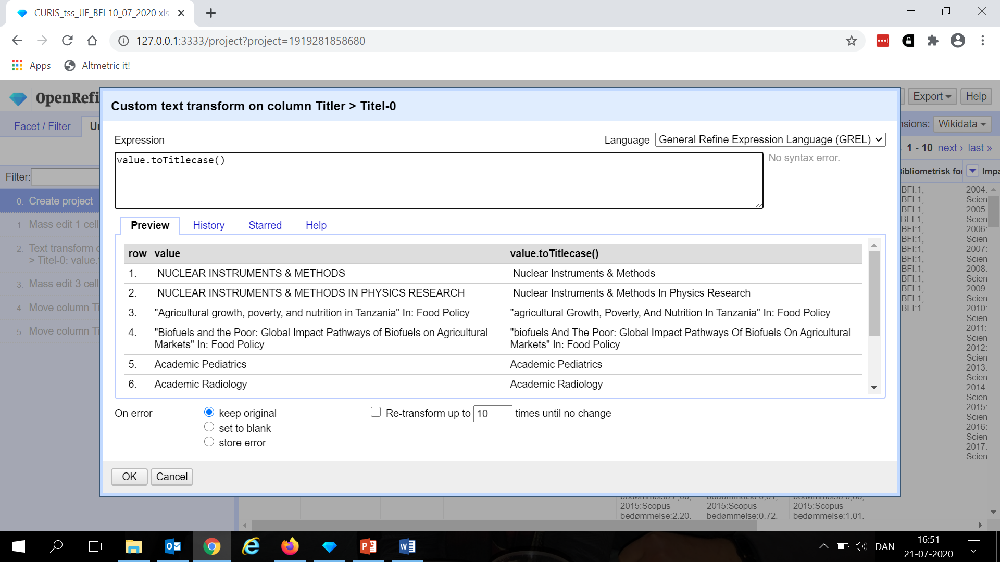 CURIS_tss_JIF_BFI 10_07_2020 xls
127.0.0.1:3333/project?project=1919281858680
Apps
Altmetric it!
OpenRefi
Export
Help
Facet / Filter
Wikidata
1 - 10 next › last »
Filter:
0. Create project
1. Mass edit 1 cell
2. Text transform
> Titel-0: value.
3. Mass edit 3 cell
4. Move column
5. Move column
Custom text transform on column Titler > Titel-0
Expression
Language General Refine Expression Language (GREL)
value.toTitlecase()
No syntax error.
Preview History Starred Help
row value value.toTitlecase()
1. NUCLEAR INSTRUMENTS & METHODS Nuclear Instruments & Methods
2. NUCLEAR INSTRUMENTS & METHODS IN PHYSICS RESEARCH Nuclear Instruments & Methods In Physics Research
3. "Agricultural growth, poverty, and nutrition in Tanzania" In: Food Policy "agricultural Growth, Poverty, And Nutrition In Tanzania" In: Food Policy
4. "Biofuels and the Poor: Global Impact Pathways of Biofuels on Agricultural "biofuels And The Poor: Global Impact Pathways Of Biofuels On Agricultural
Markets" In: Food Policy Markets" In: Food Policy
5. Academic Pediatrics Academic Pediatrics
6. Academic Radiology Academic Radiology
On error
keep original
set to blank
store error
Re-transform up to 10 times until no change
OK Cancel
BFI:1, 2004:
BFI:1, Scien
BFI:1, 2005:
BFI:1, Scien
BFI:1, 2006:
BFI:1, Scien
BFI:1, 2007:
BFI:1, Scien
BFI:1, 2008:
BFI:1, Scien
BFI:1, 2009:
BFI:1, Scien
BFI:1 2010:
Scien
2011:
Scien
2012:
Scien
2013:
Scien
2014:
Scien
2015:
Scien
2016:
Scien
2017:
Scien
2015:Scopus 2015:Scopus 2015:Scopus
bedømmelse:2.20. bedømmelse:0.72. bedømmelse:1.01.
DAN
16:51
21-07-2020